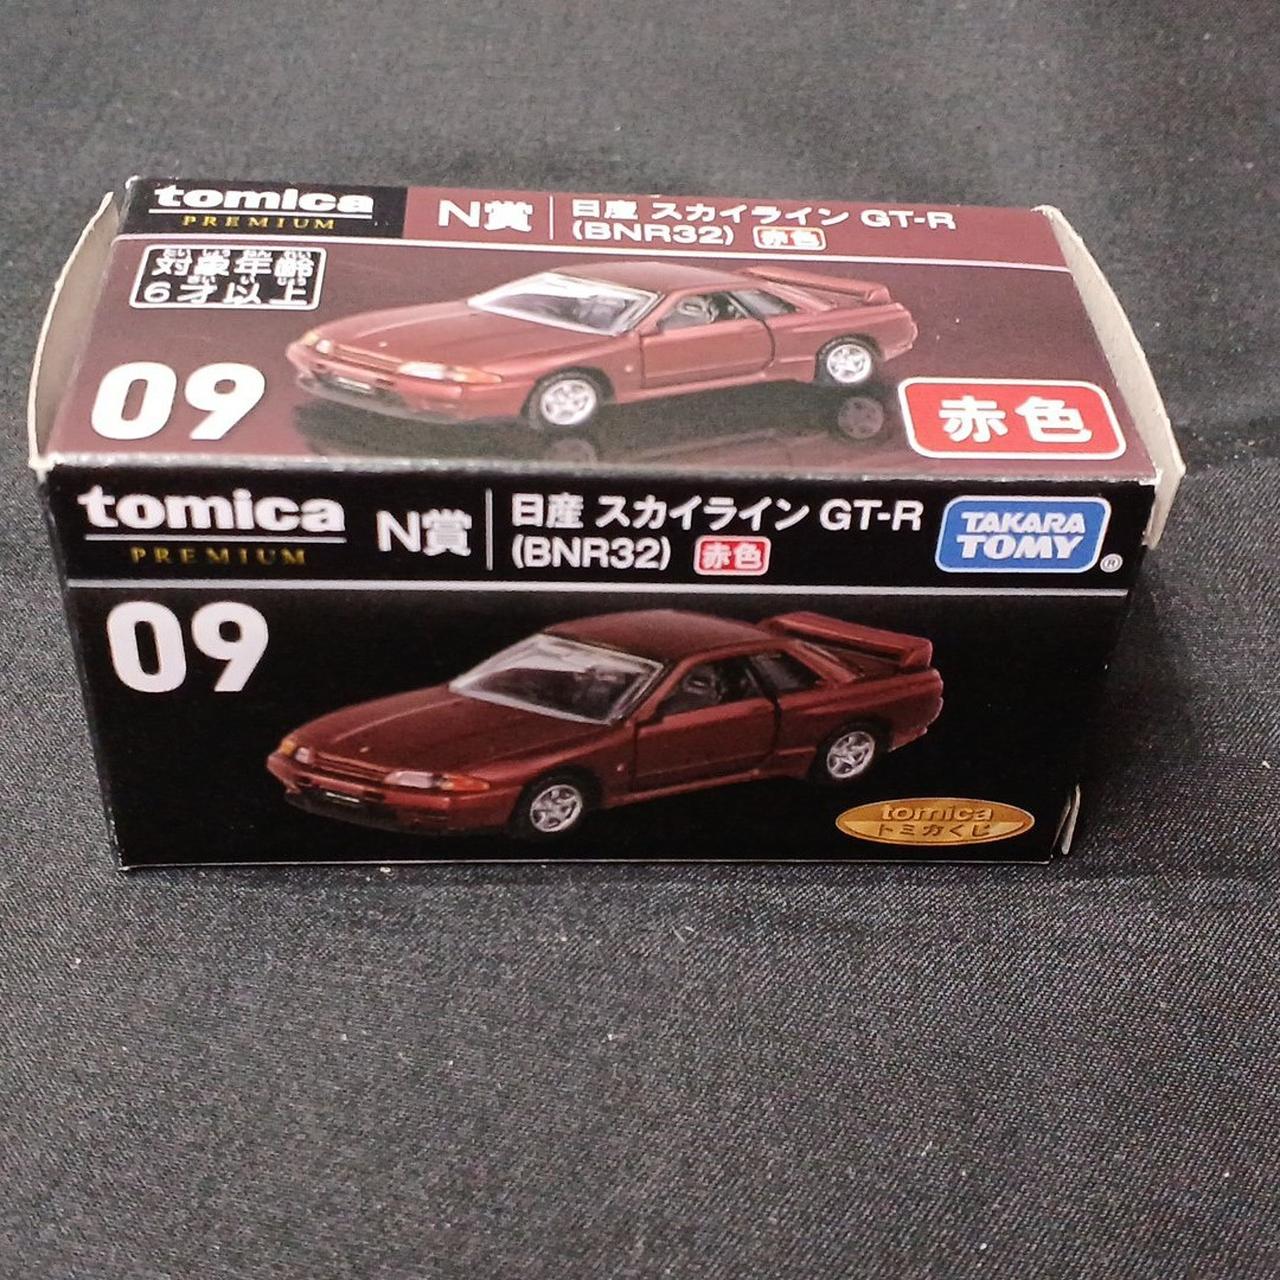 tomica
PREMIUM
N賞
日産 スカイライン GT-R
(BNR32) 赤色
対象年齢
6才以上
09
赤色
tomica
PREMIUM
N賞
日産 スカイライン GT-R
(BNR32) 赤色
TAKARA
TOMY
®
09
tomica
トミカくじ